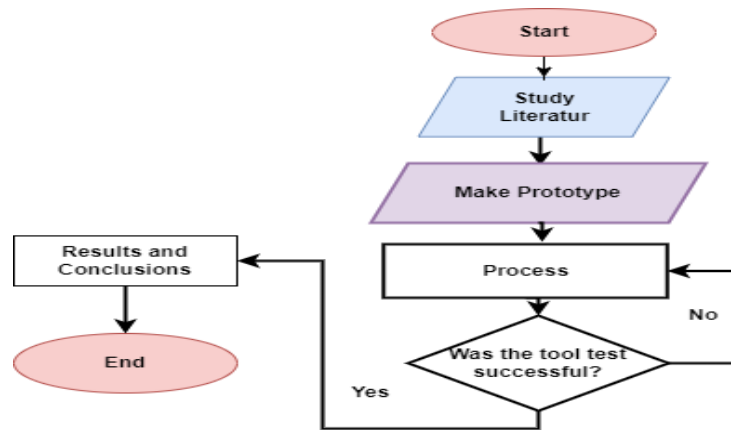 Start
Study
Literatur
Make Prototype
Process
Was the tool test
successful?
No
Yes
Results and
Conclusions
End